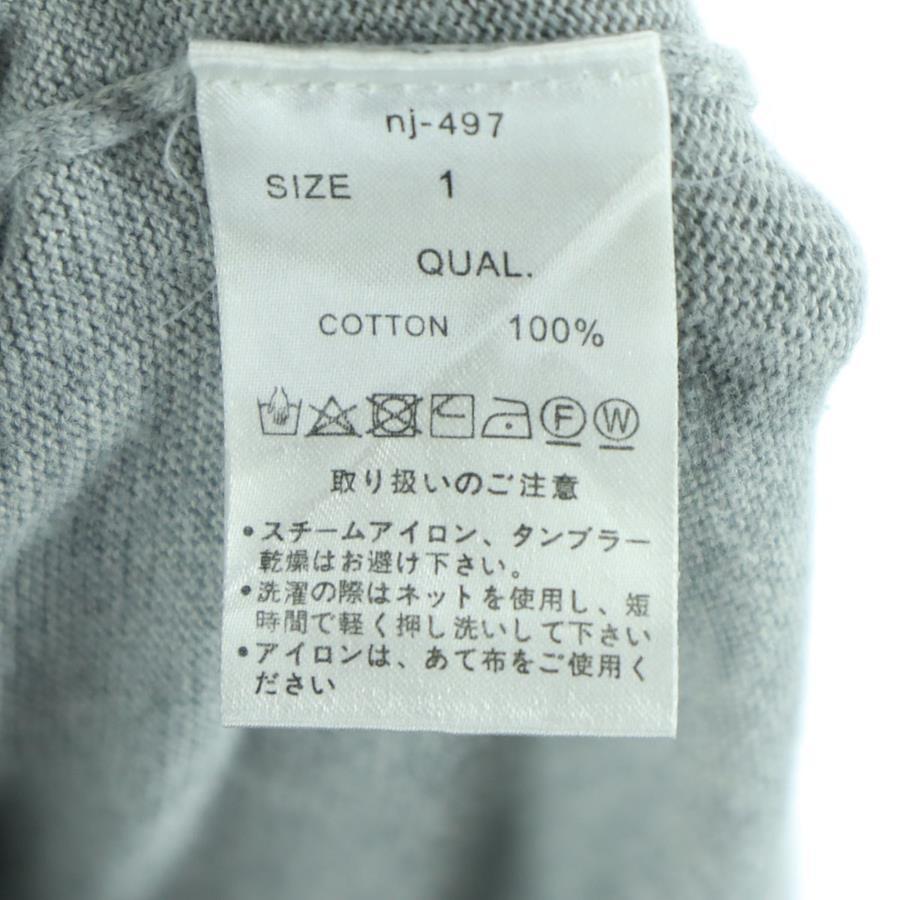 nj-497
SIZE 1
QUAL.
COTTON 100%
F W
取り扱いのご注意
•スチームアイロン、タンブラー
乾燥はお避け下さい。
•洗濯の際はネットを使用し、短
時間で軽く押し洗いして下さい
•アイロンは、あて布をご使用く
ださい